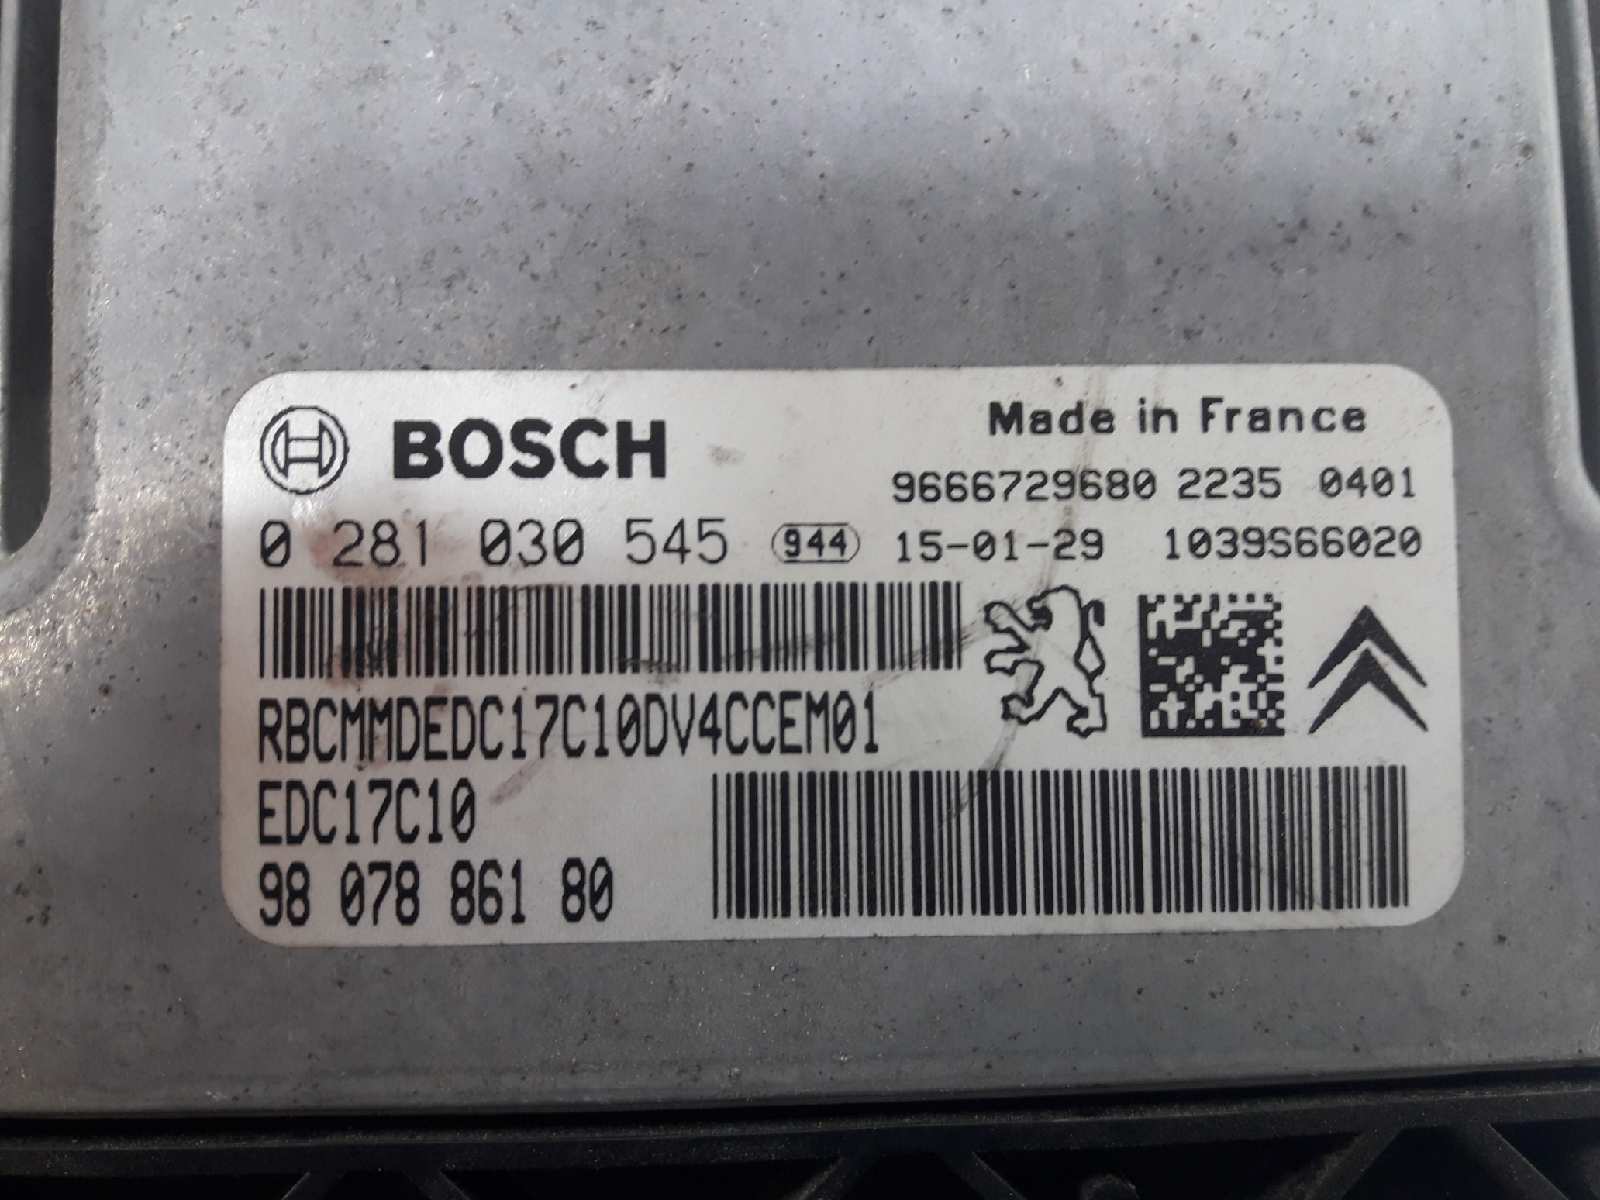 BOSCH
Made in France
9666729680 2235 0401
0 281 030 545 944 15-01-29 1039S66020
RBCMMDEDC17C10DV4CCEM01
EDC17C10
98 078 861 80